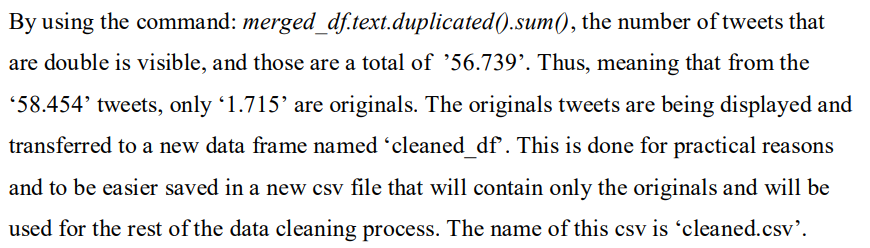 By using the command: merged_df.text.duplicated().sum(), the number of tweets that
are double is visible, and those are a total of ’56.739’. Thus, meaning that from the
‘58.454’ tweets, only ‘1.715’ are originals. The originals tweets are being displayed and
transferred to a new data frame named ‘cleaned_df’. This is done for practical reasons
and to be easier saved in a new csv file that will contain only the originals and will be
used for the rest of the data cleaning process. The name of this csv is ‘cleaned.csv’.